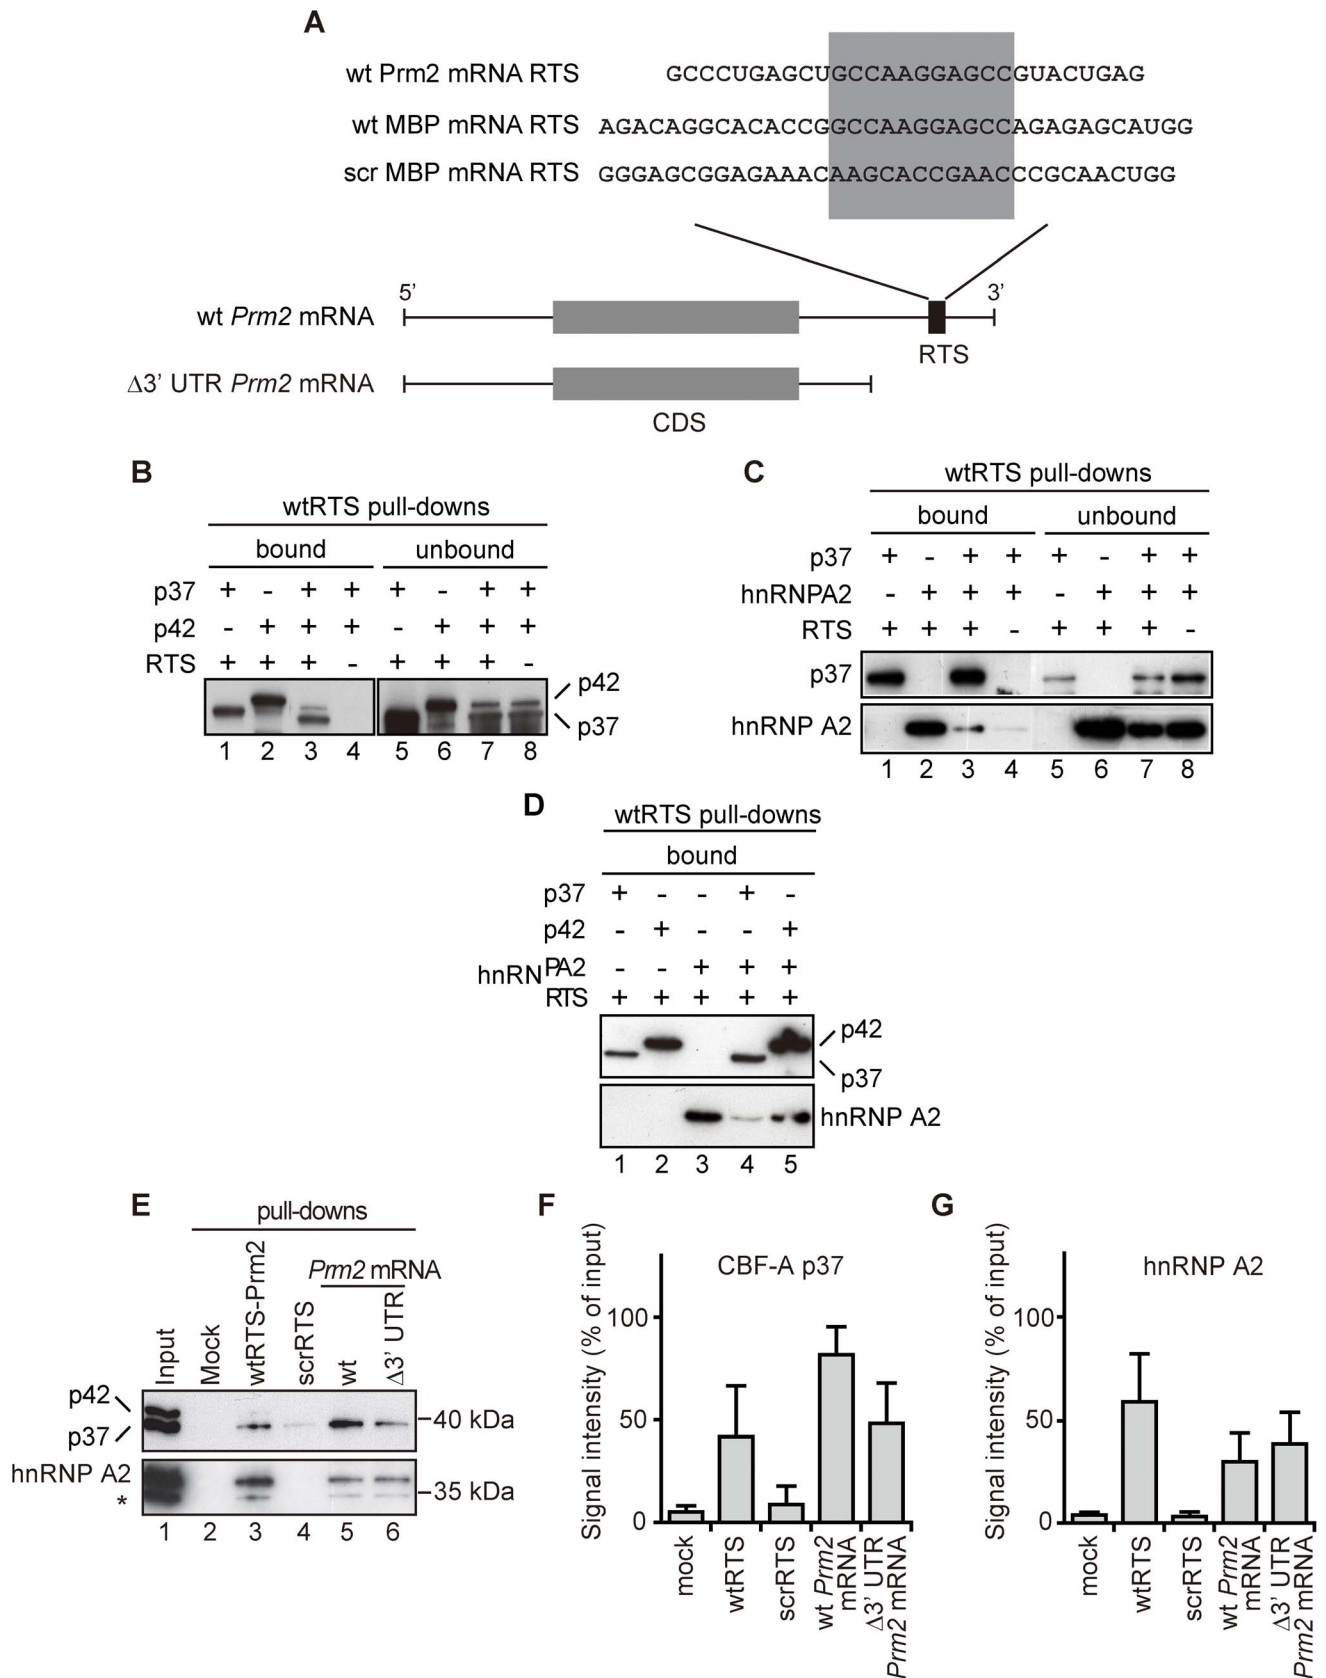 A
wt Prm2 mRNA RTS GCCCUGAGCUGCCAAGGAGCCGUACUGAG
wt MBP mRNA RTS AGACAGGCACACCGGCCAAGGAGCCAGAGAGCAUGG
scr MBP mRNA RTS GGGAGCGGAGAAACAAGCACCGAACCCGCAACUGG
5’ 3’
wt Prm2 mRNA
RTS
Δ3’ UTR Prm2 mRNA
CDS
B
wtRTS pull-downs
bound unbound
p37 + - + + + - + +
p42 - + + + - + + +
RTS + + + - + + + -
p42
p37
1 2 3 4 5 6 7 8
C
wtRTS pull-downs
bound unbound
p37 + - + + + - + +
hnRNPA2 - + + + - + + +
RTS + + + - + + + -
p37
hnRNP A2
1 2 3 4 5 6 7 8
D
wtRTS pull-downs
bound
p37 + - - + -
p42 - + - - +
hnRNPA2 - - + + +
RTS + + + + +
p42
p37
hnRNP A2
1 2 3 4 5
E
pull-downs
Prm2 mRNA
Input Mock wtRTS-Prm2 scrRTS wt Δ3’ UTR
p42
p37
40 kDa
hnRNP A2
*
35 kDa
1 2 3 4 5 6
F
CBF-A p37
Signal intensity (% of input)
100
50
0
mock
wtRTS
scrRTS
wt Prm2
mRNA
Δ3’ UTR
Prm2 mRNA
G
hnRNP A2
Signal intensity (% of input)
100
50
0
mock
wtRTS
scrRTS
wt Prm2
mRNA
Δ3’ UTR
Prm2 mRNA